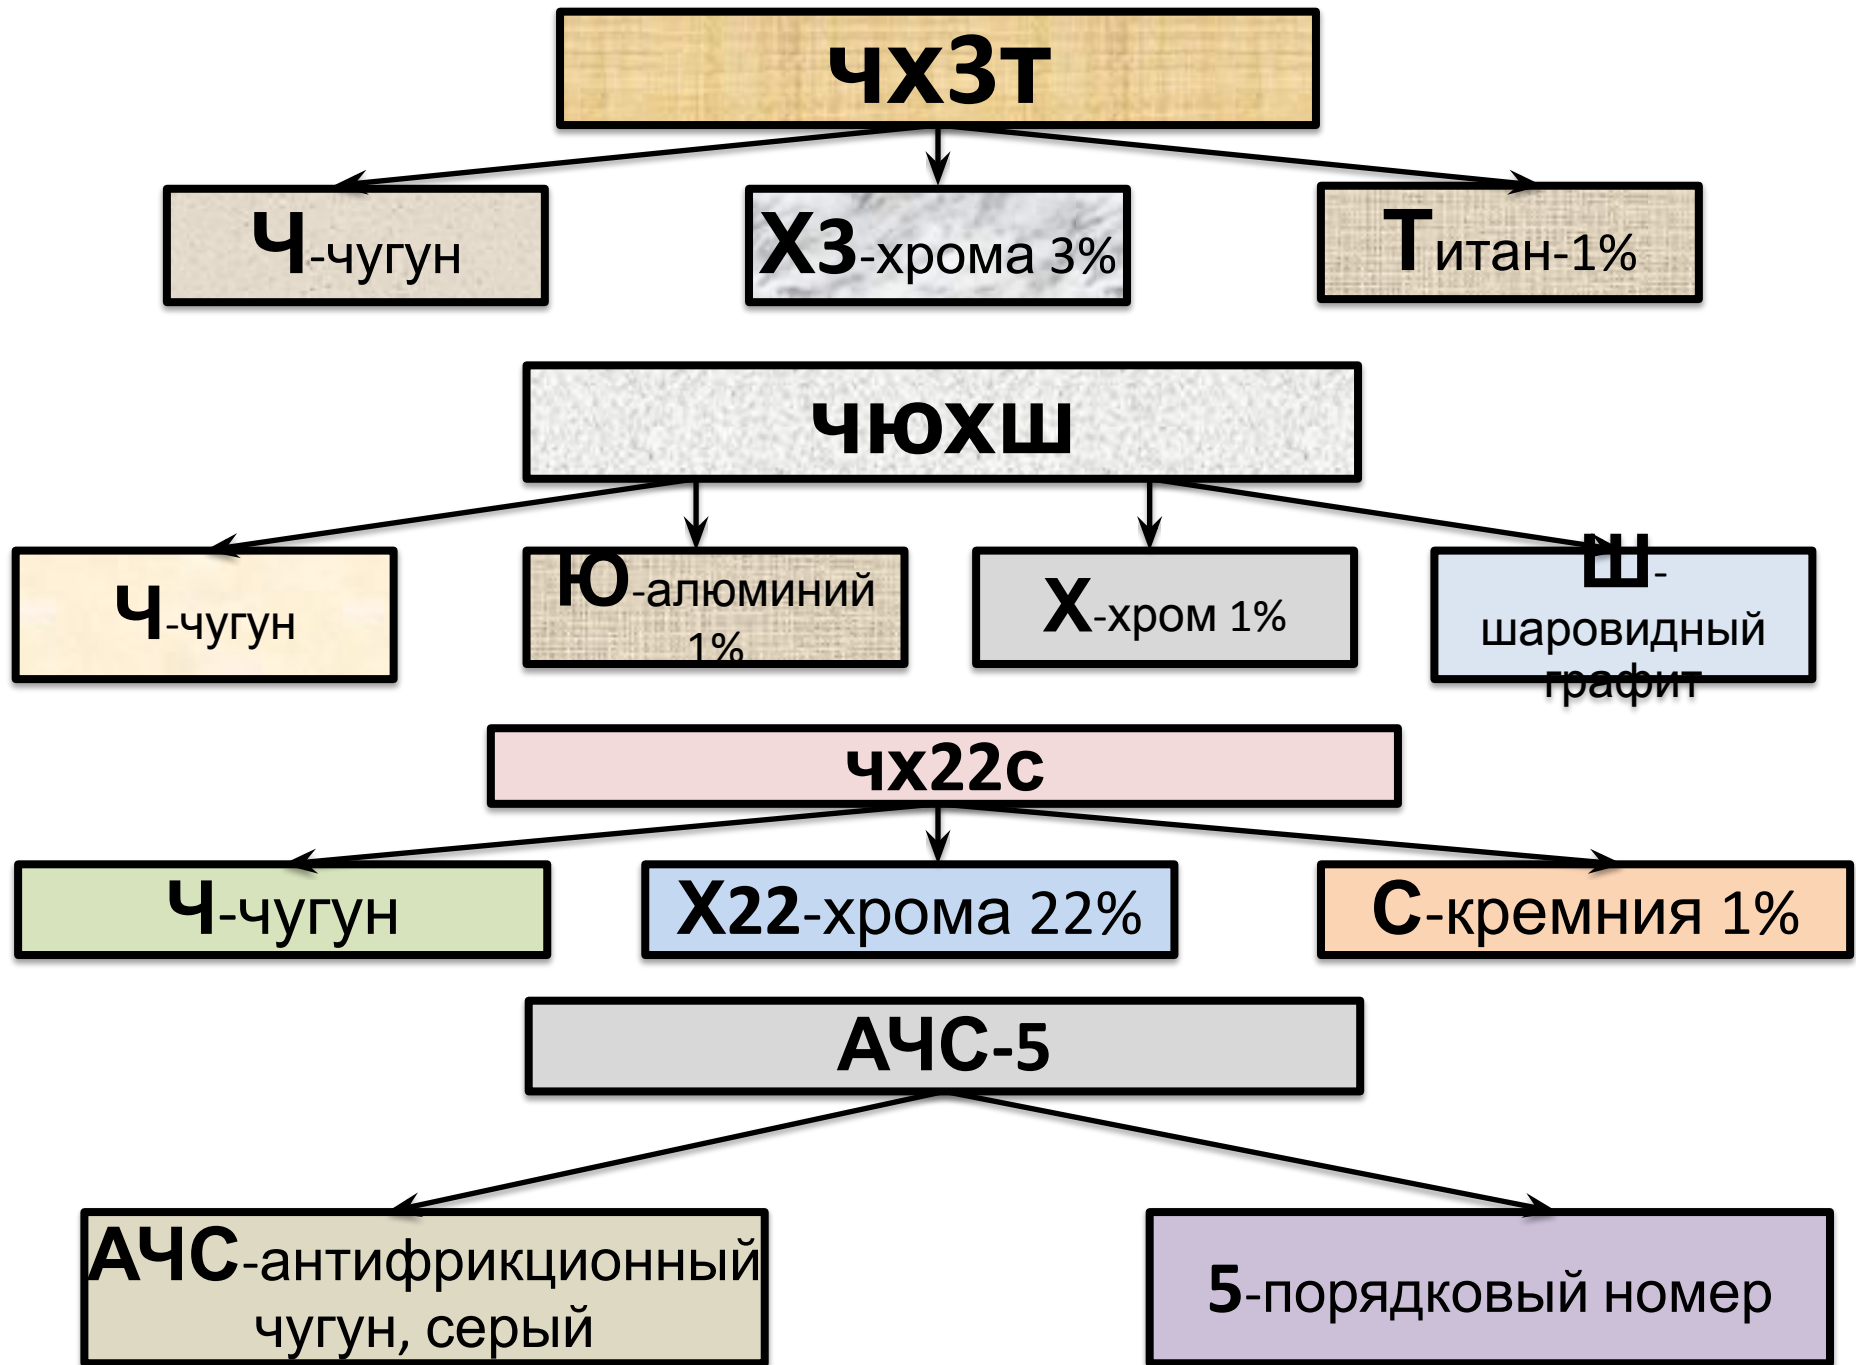 чх3т
Ч-чугун
Х3-хрома 3%
Титан-1%
чюхш
Ч-чугун
Ю-алюминий
1%
Х-хром 1%
Ш-
шаровидный
графит
чх22с
Ч-чугун
Х22-хрома 22%
С-кремния 1%
АЧС-5
АЧС-антифрикционный
чугун, серый
5-порядковый номер